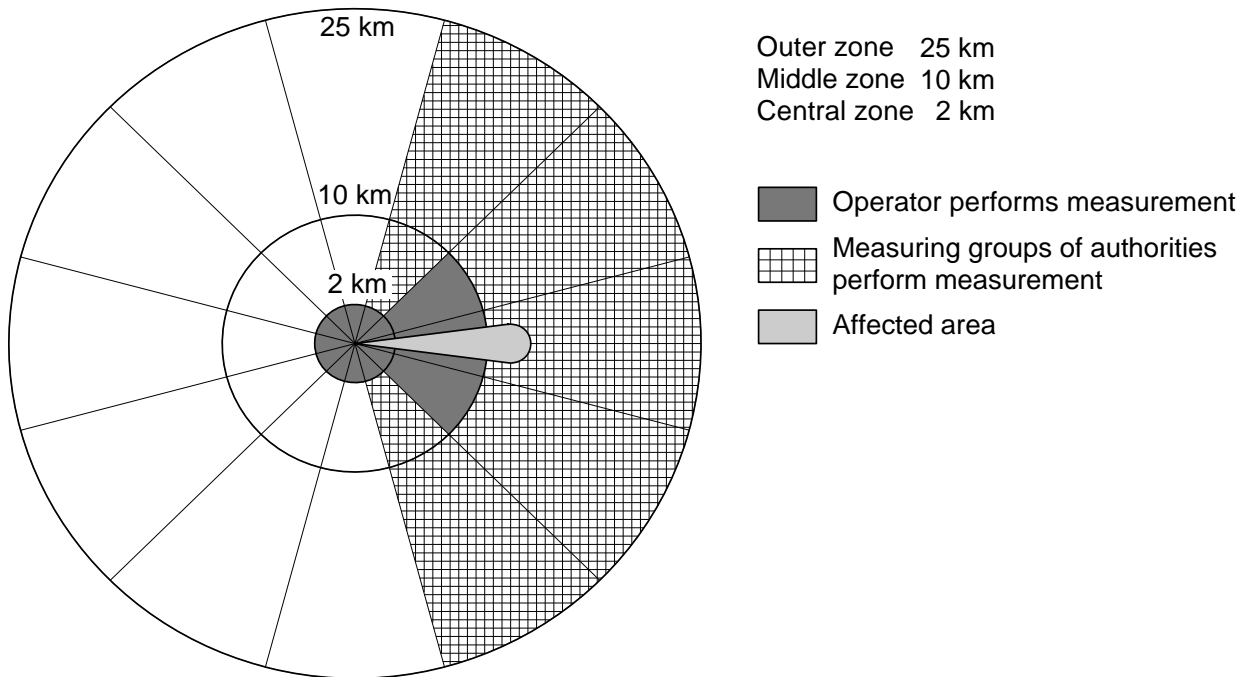 25 km
10 km
2 km
Outer zone 25 km
Middle zone 10 km
Central zone 2 km
Operator performs measurement
Measuring groups of authorities
perform measurement
Affected area